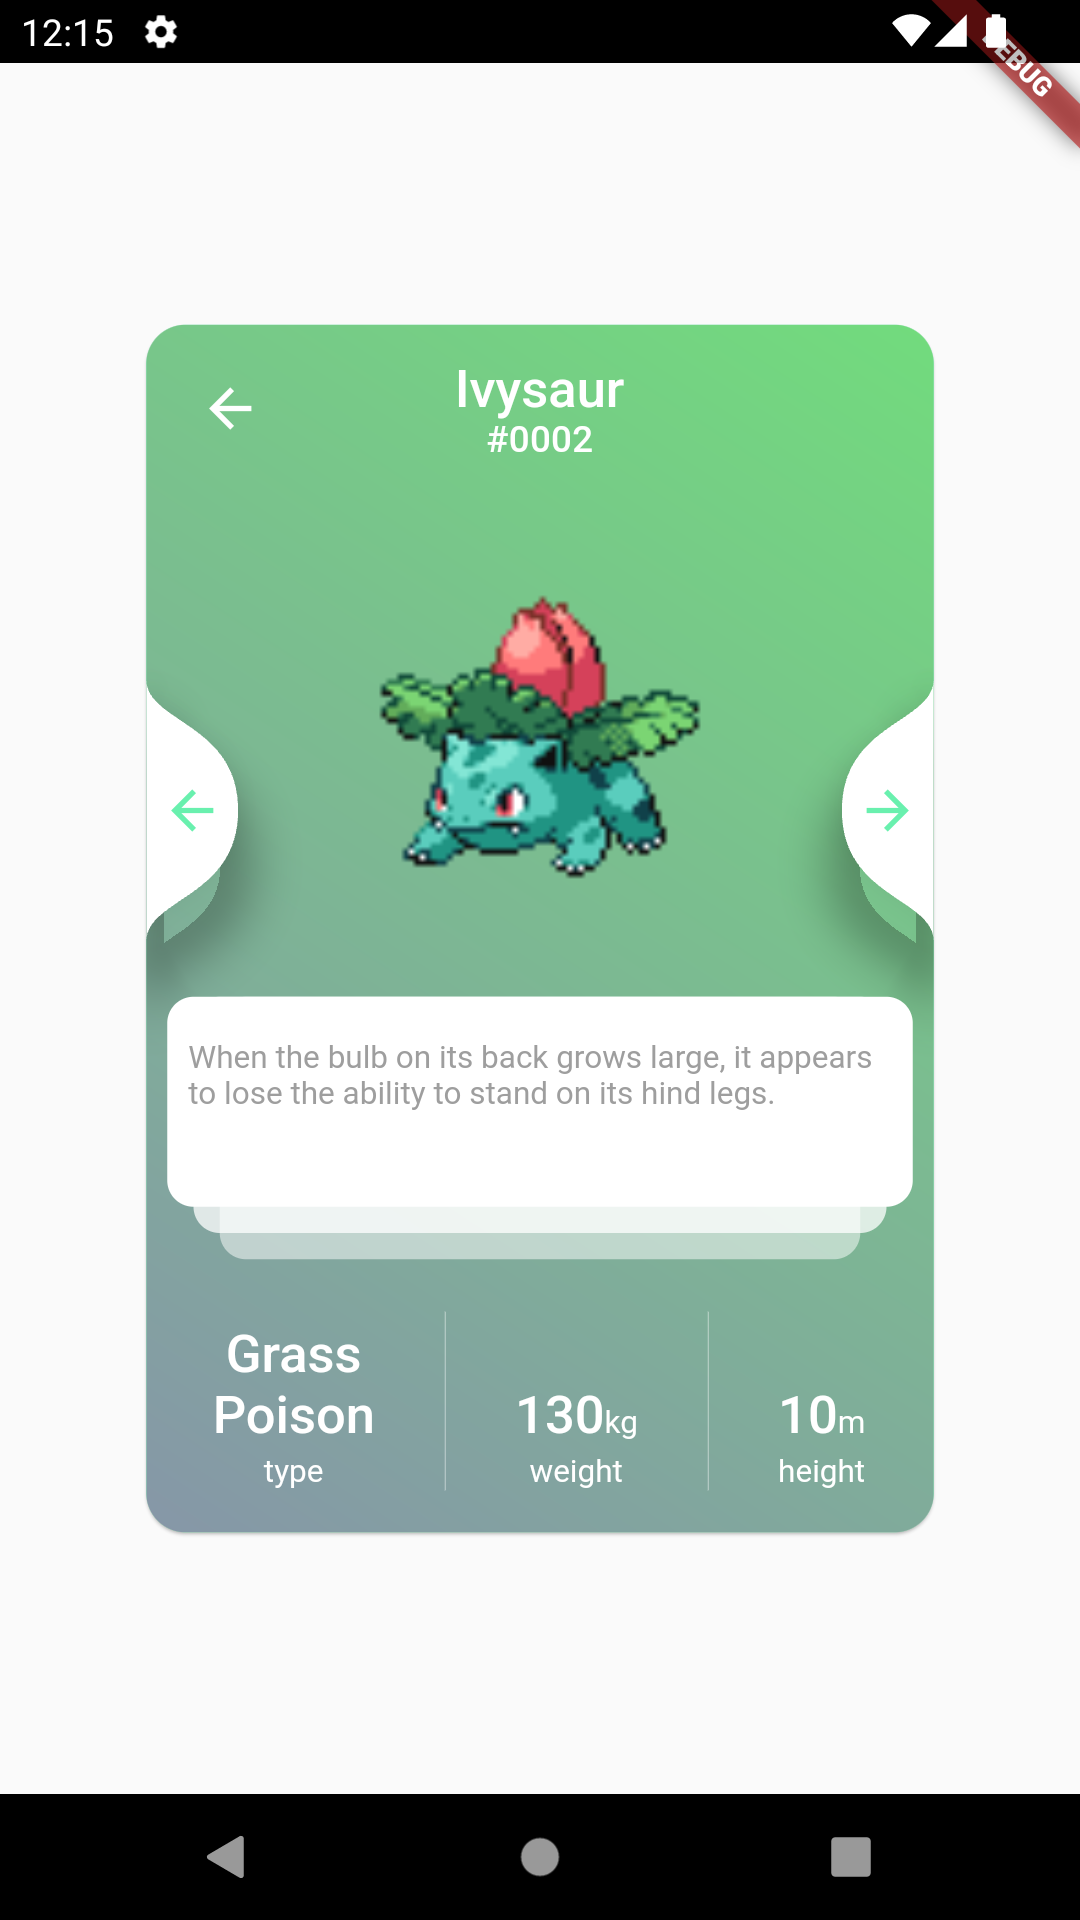 12:15
DEBUG
Ivysaur
#0002
When the bulb on its back grows large, it appears
to lose the ability to stand on its hind legs.
Grass
Poison
type
130kg
weight
10m
height